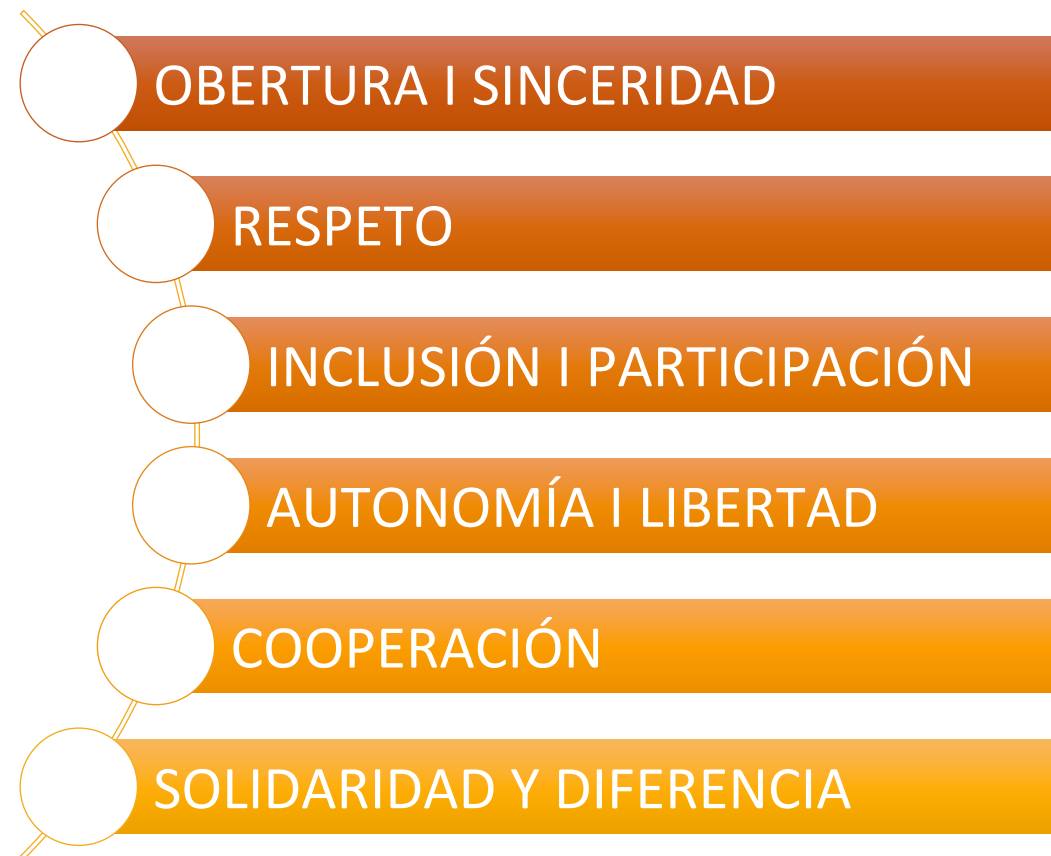 OBERTURA I SINCERIDAD
RESPETO
INCLUSIÓN I PARTICIPACIÓN
AUTONOMÍA I LIBERTAD
COOPERACIÓN
SOLIDARIDAD Y DIFERENCIA